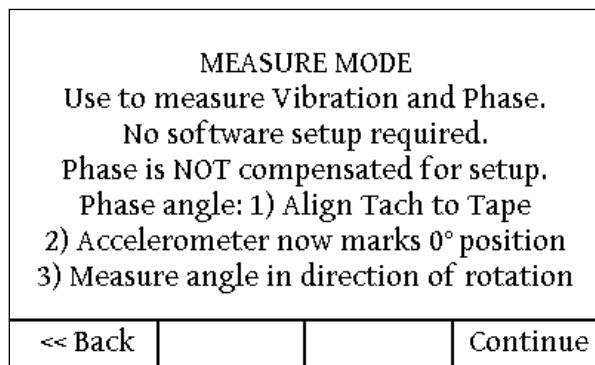 MEASURE MODE
Use to measure Vibration and Phase.
No software setup required.
Phase is NOT compensated for setup.
Phase angle: 1) Align Tach to Tape
2) Accelerometer now marks 0° position
3) Measure angle in direction of rotation
<< Back Continue